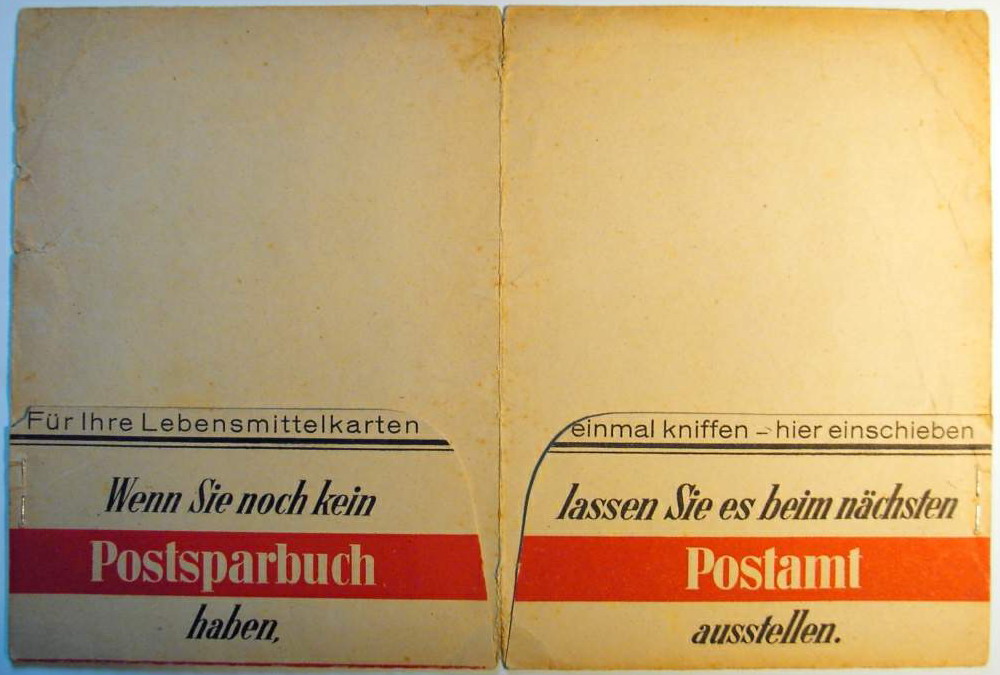 Für Ihre Lebensmittelkarten
Wenn Sie noch kein
Postsparbuch
haben,
einmal kniffen - hier einschieben
lassen Sie es beim nächsten
Postamt
ausstellen.